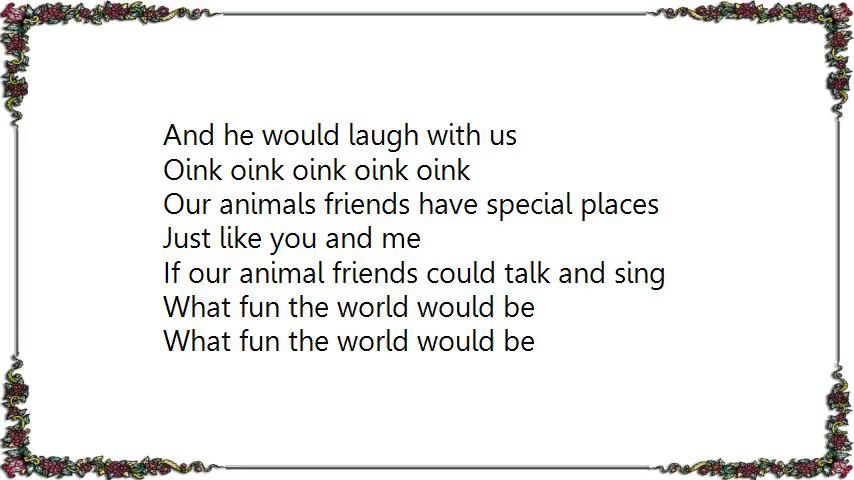 And he would laugh with us
Oink oink oink oink oink
Our animals friends have special places
Just like you and me
If our animal friends could talk and sing
What fun the world would be
What fun the world would be